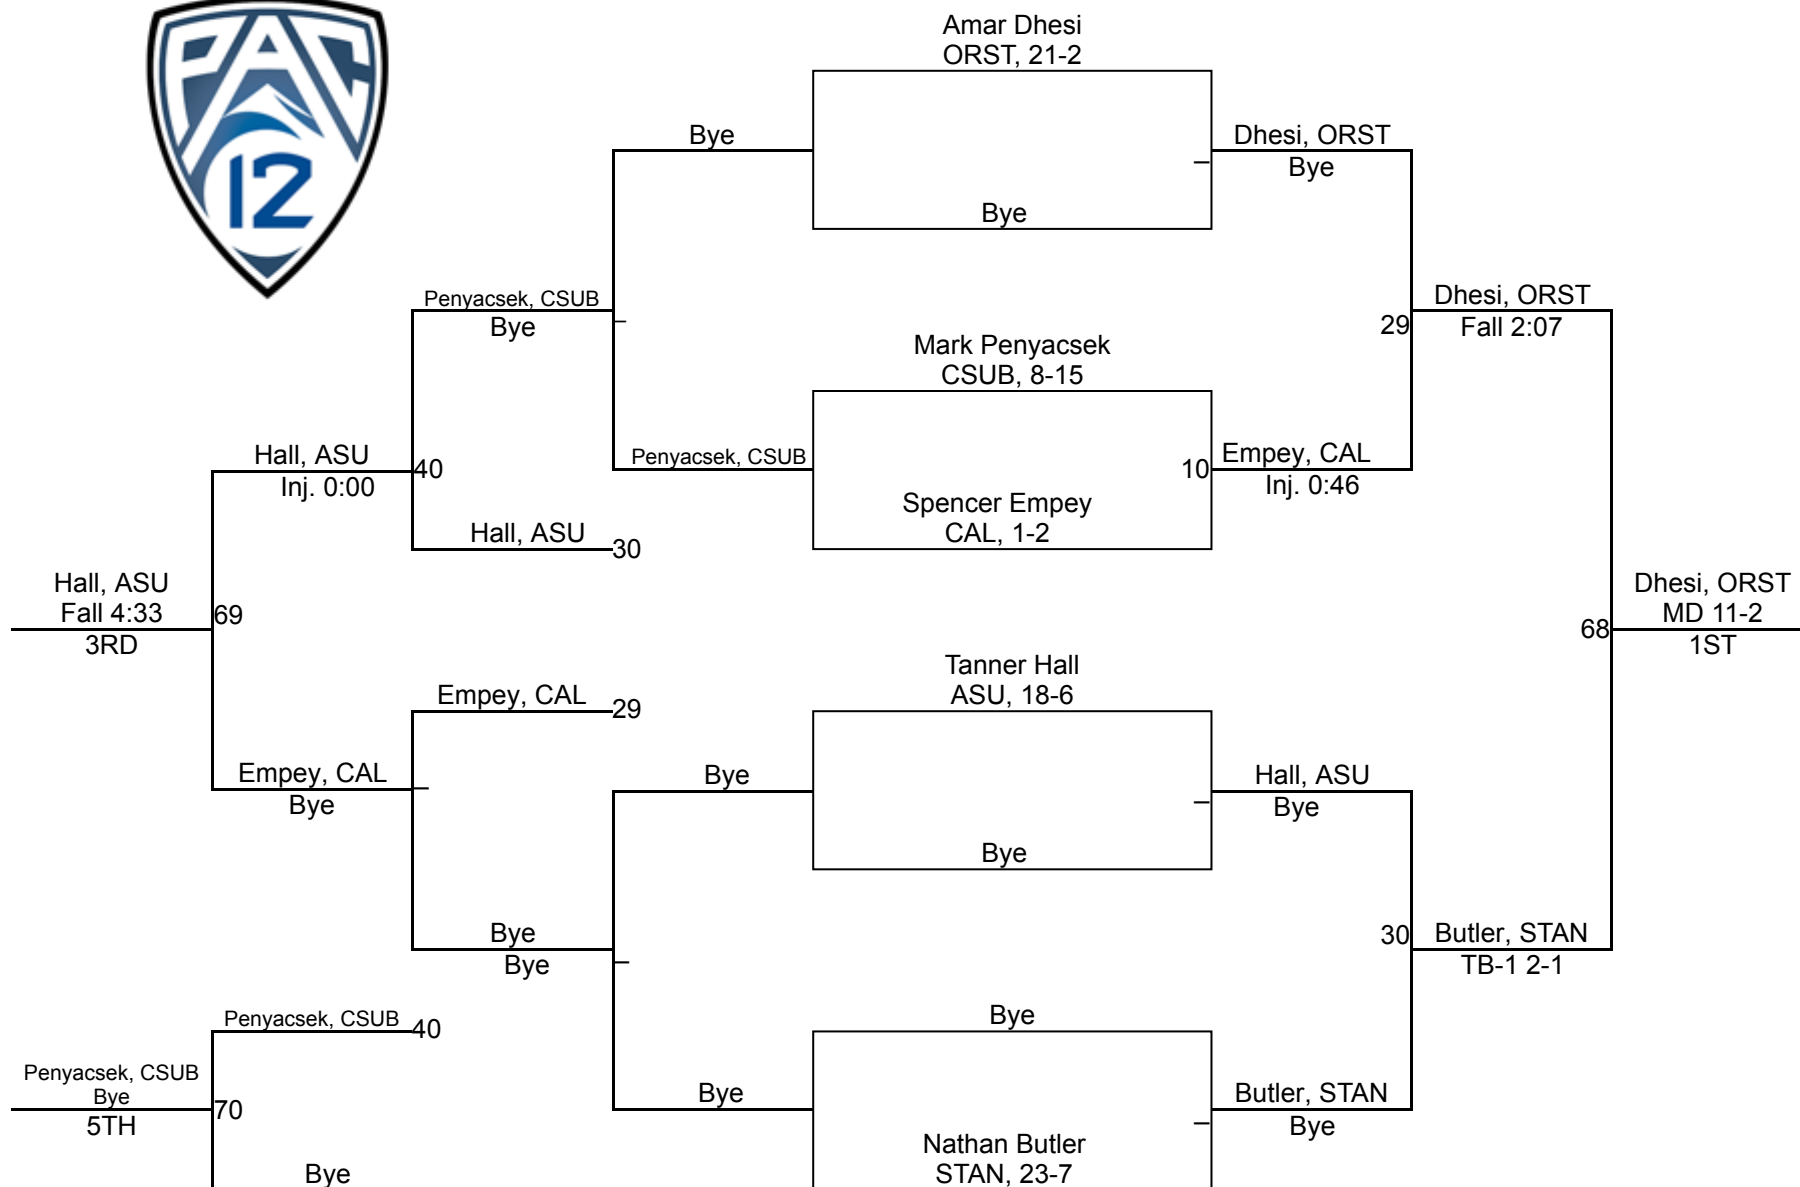 PAC
12
Amar Dhesi
ORST, 21-2
Bye
Dhesi, ORST
Bye
Bye
Penyacsek, CSUB
Bye
Dhesi, ORST
Fall 2:07
29
Mark Penyacsek
CSUB, 8-15
Hall, ASU
Inj. 0:00
40
Penyacsek, CSUB
10
Empey, CAL
Inj. 0:46
Spencer Empey
CAL, 1-2
Hall, ASU
30
Hall, ASU
Fall 4:33
3RD
69
Dhesi, ORST
MD 11-2
1ST
68
Tanner Hall
ASU, 18-6
Empey, CAL
29
Empey, CAL
Bye
Bye
Hall, ASU
Bye
Bye
Bye
Bye
30
Butler, STAN
TB-1 2-1
Penyacsek, CSUB
40
Bye
Penyacsek, CSUB
Bye
5TH
70
Bye
Butler, STAN
Bye
Nathan Butler
STAN, 23-7
Bye